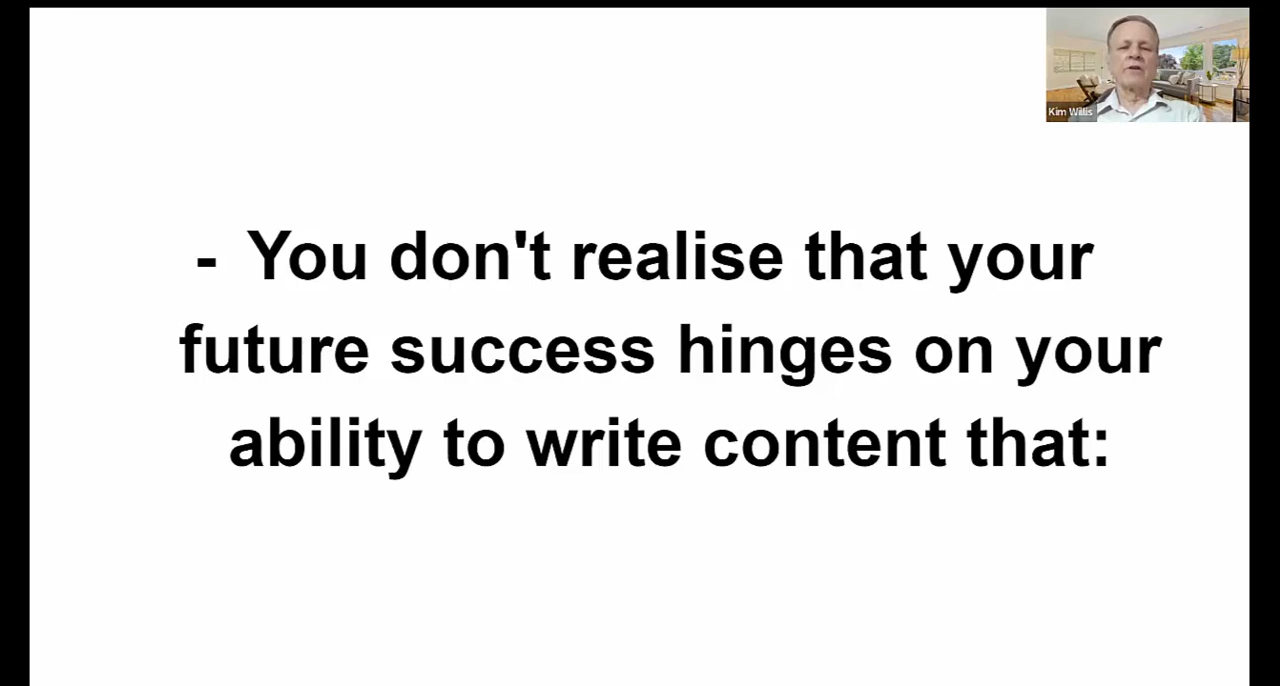 Kim Willis
- You don't realise that your
future success hinges on your
ability to write content that: